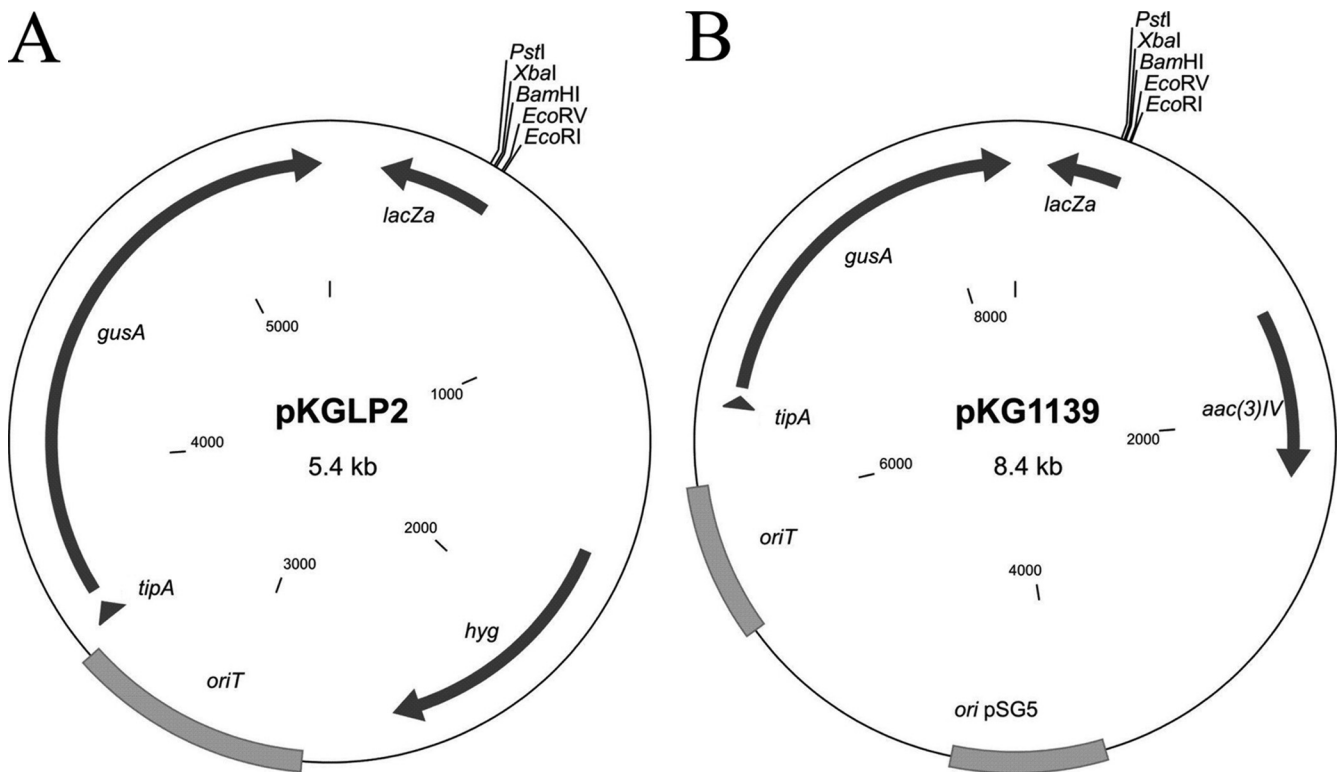 A
PstI
XbaI
BamHI
EcoRV
EcoRI
lacZa
gusA
5000
1000
pKGLP2
5.4 kb
4000
2000
3000
tipA
hyg
oriT
B
PstI
XbaI
BamHI
EcoRV
EcoRI
lacZa
gusA
8000
aac(3)IV
pKG1139
8.4 kb
tipA
2000
6000
oriT
4000
ori pSG5